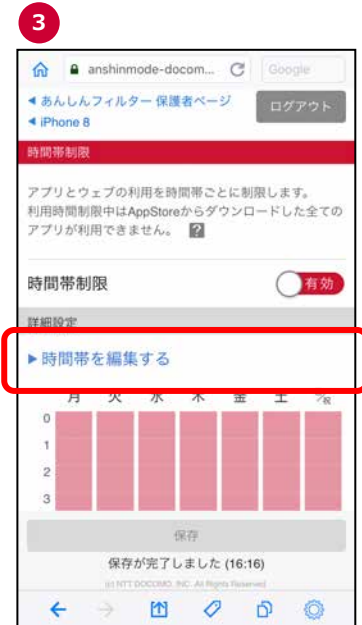 3
anshinmode-docom...
Google
あんしんフィルター 保護者ページ
ログアウト
iPhone 8
時間帯制限
アプリとウェブの利用を時間帯ごとに制限します。
利用時間制限中はAppStoreからダウンロードした全ての
アプリが利用できません。 ?
時間帯制限
有効
詳細設定
▶時間帯を編集する
月 火 水 木 金 土
0
1
2
3
保存
保存が完了しました (16:16)
(c) NTT DOCOMO, INC. All Rights Reserved